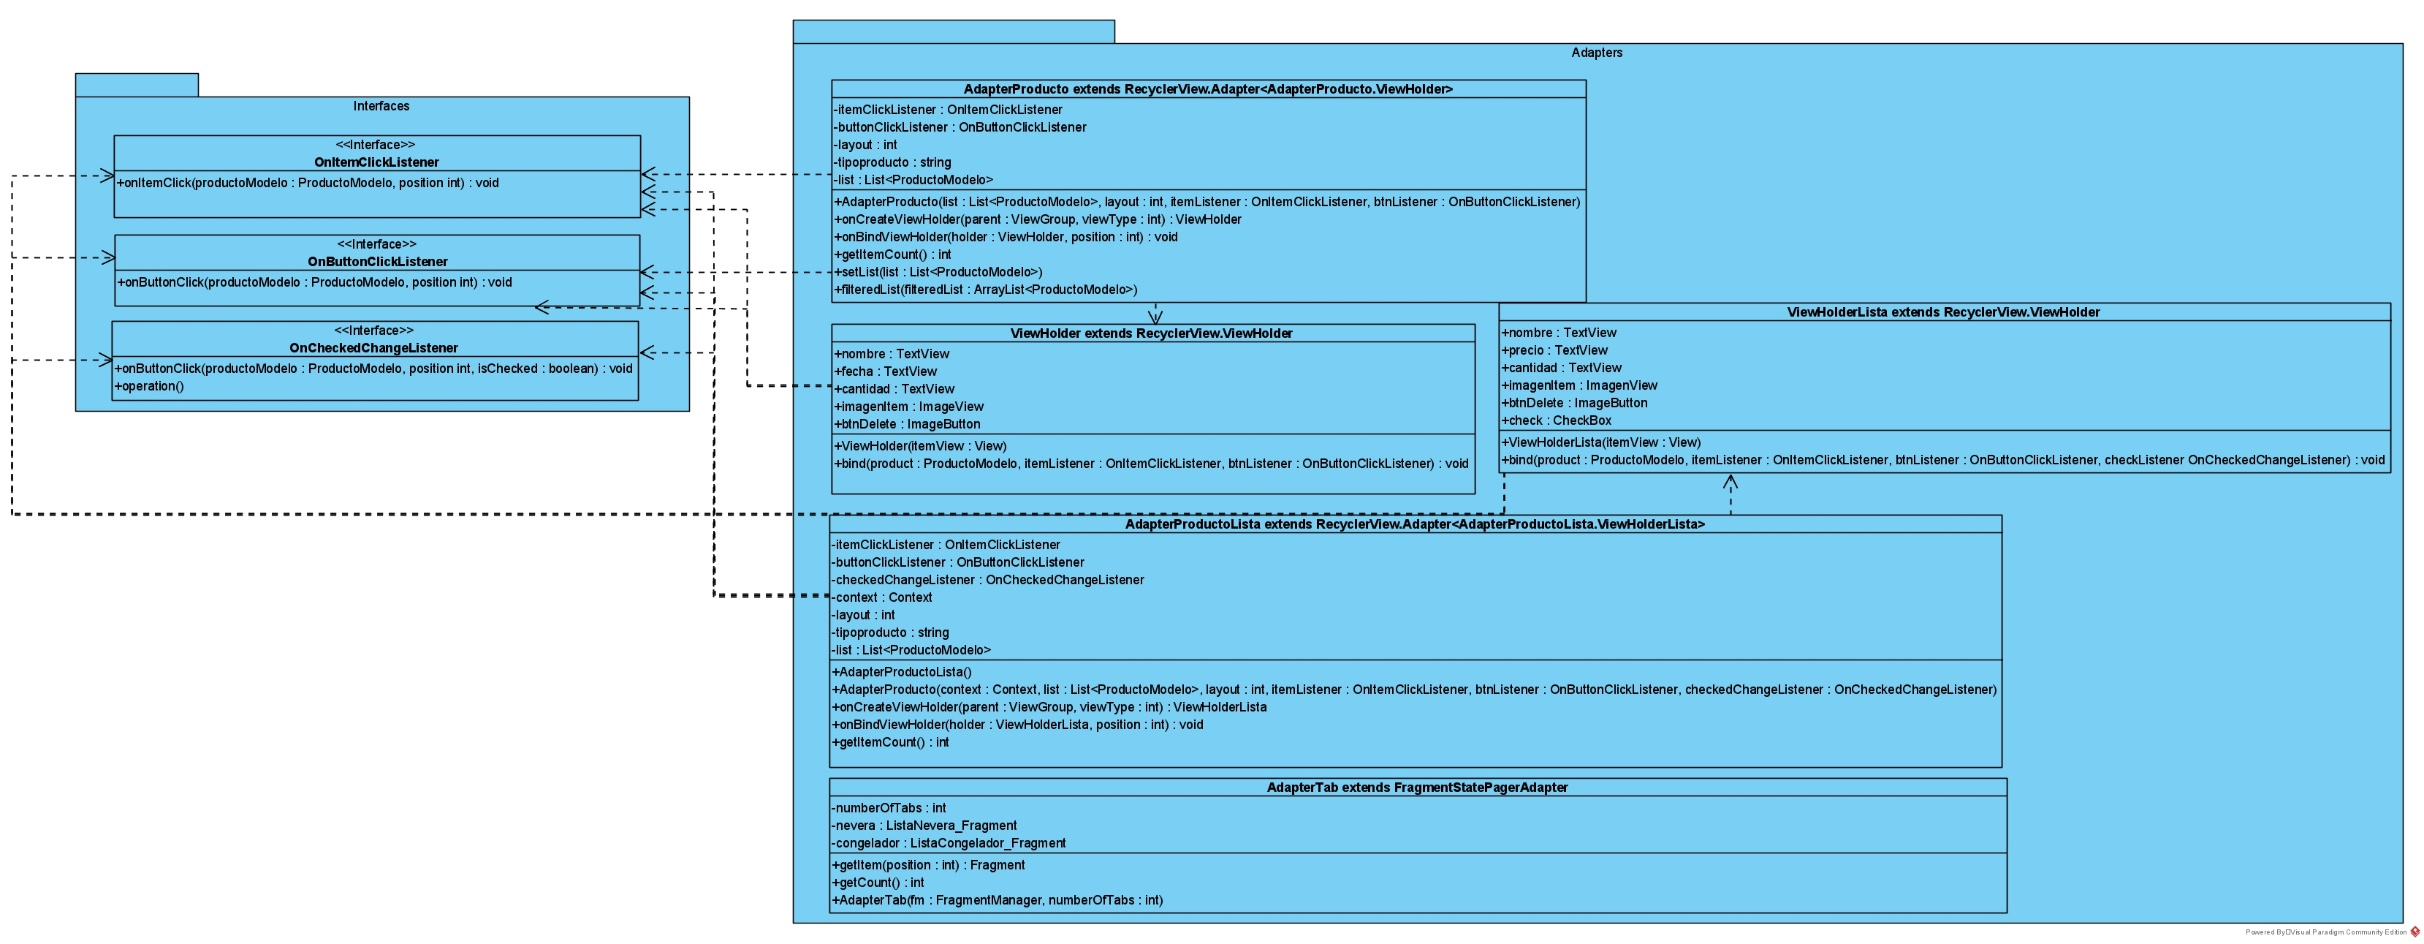 Interfaces
<<Interface>>
OnItemClickListener
+onItemClick(productoModelo : ProductoModelo, position int) : void
<<Interface>>
OnButtonClickListener
+onButtonClick(productoModelo : ProductoModelo, position int) : void
<<Interface>>
OnCheckedChangeListener
+onButtonClick(productoModelo : ProductoModelo, position int, isChecked : boolean) : void
+operation()
Adapters
AdapterProducto extends RecyclerView.Adapter<AdapterProducto.ViewHolder>
-itemClickListener : OnItemClickListener
-buttonClickListener : OnButtonClickListener
-layout : int
-tipoproducto : string
-list : List<ProductoModelo>
+AdapterProducto(list : List<ProductoModelo>, layout : int, itemListener : OnItemClickListener, btnListener : OnButtonClickListener)
+onCreateViewHolder(parent : ViewGroup, viewType : int) : ViewHolder
+onBindViewHolder(holder : ViewHolder, position : int) : void
+getItemCount() : int
+setList(list : List<ProductoModelo>)
+filteredList(filteredList : ArrayList<ProductoModelo>)
ViewHolder extends RecyclerView.ViewHolder
+nombre : TextView
+fecha : TextView
+cantidad : TextView
+imagenItem : ImageView
+btnDelete : ImageButton
+ViewHolder(itemView : View)
+bind(product : ProductoModelo, itemListener : OnItemClickListener, btnListener : OnButtonClickListener) : void
ViewHolderLista extends RecyclerView.ViewHolder
+nombre : TextView
+precio : TextView
+cantidad : TextView
+imagenItem : ImagenView
+btnDelete : ImageButton
+check : CheckBox
+ViewHolderLista(itemView : View)
+bind(product : ProductoModelo, itemListener : OnItemClickListener, btnListener : OnButtonClickListener, checkListener OnCheckedChangeListener) : void
AdapterProductoLista extends RecyclerView.Adapter<AdapterProductoLista.ViewHolderLista>
-itemClickListener : OnItemClickListener
-buttonClickListener : OnButtonClickListener
-checkedChangeListener : OnCheckedChangeListener
-context : Context
-layout : int
-tipoproducto : string
-list : List<ProductoModelo>
+AdapterProductoLista()
+AdapterProducto(context : Context, list : List<ProductoModelo>, layout : int, itemListener : OnItemClickListener, btnListener : OnButtonClickListener, checkedChangeListener : OnCheckedChangeListener)
+onCreateViewHolder(parent : ViewGroup, viewType : int) : ViewHolderLista
+onBindViewHolder(holder : ViewHolderLista, position : int) : void
+getItemCount() : int
AdapterTab extends FragmentStatePagerAdapter
-numberOfTabs : int
-nevera : ListaNevera_Fragment
-congelador : ListaCongelador_Fragment
+getItem(position : int) : Fragment
+getCount() : int
+AdapterTab(fm : FragmentManager, numberOfTabs : int)
Powered By Visual Paradigm Community Edition